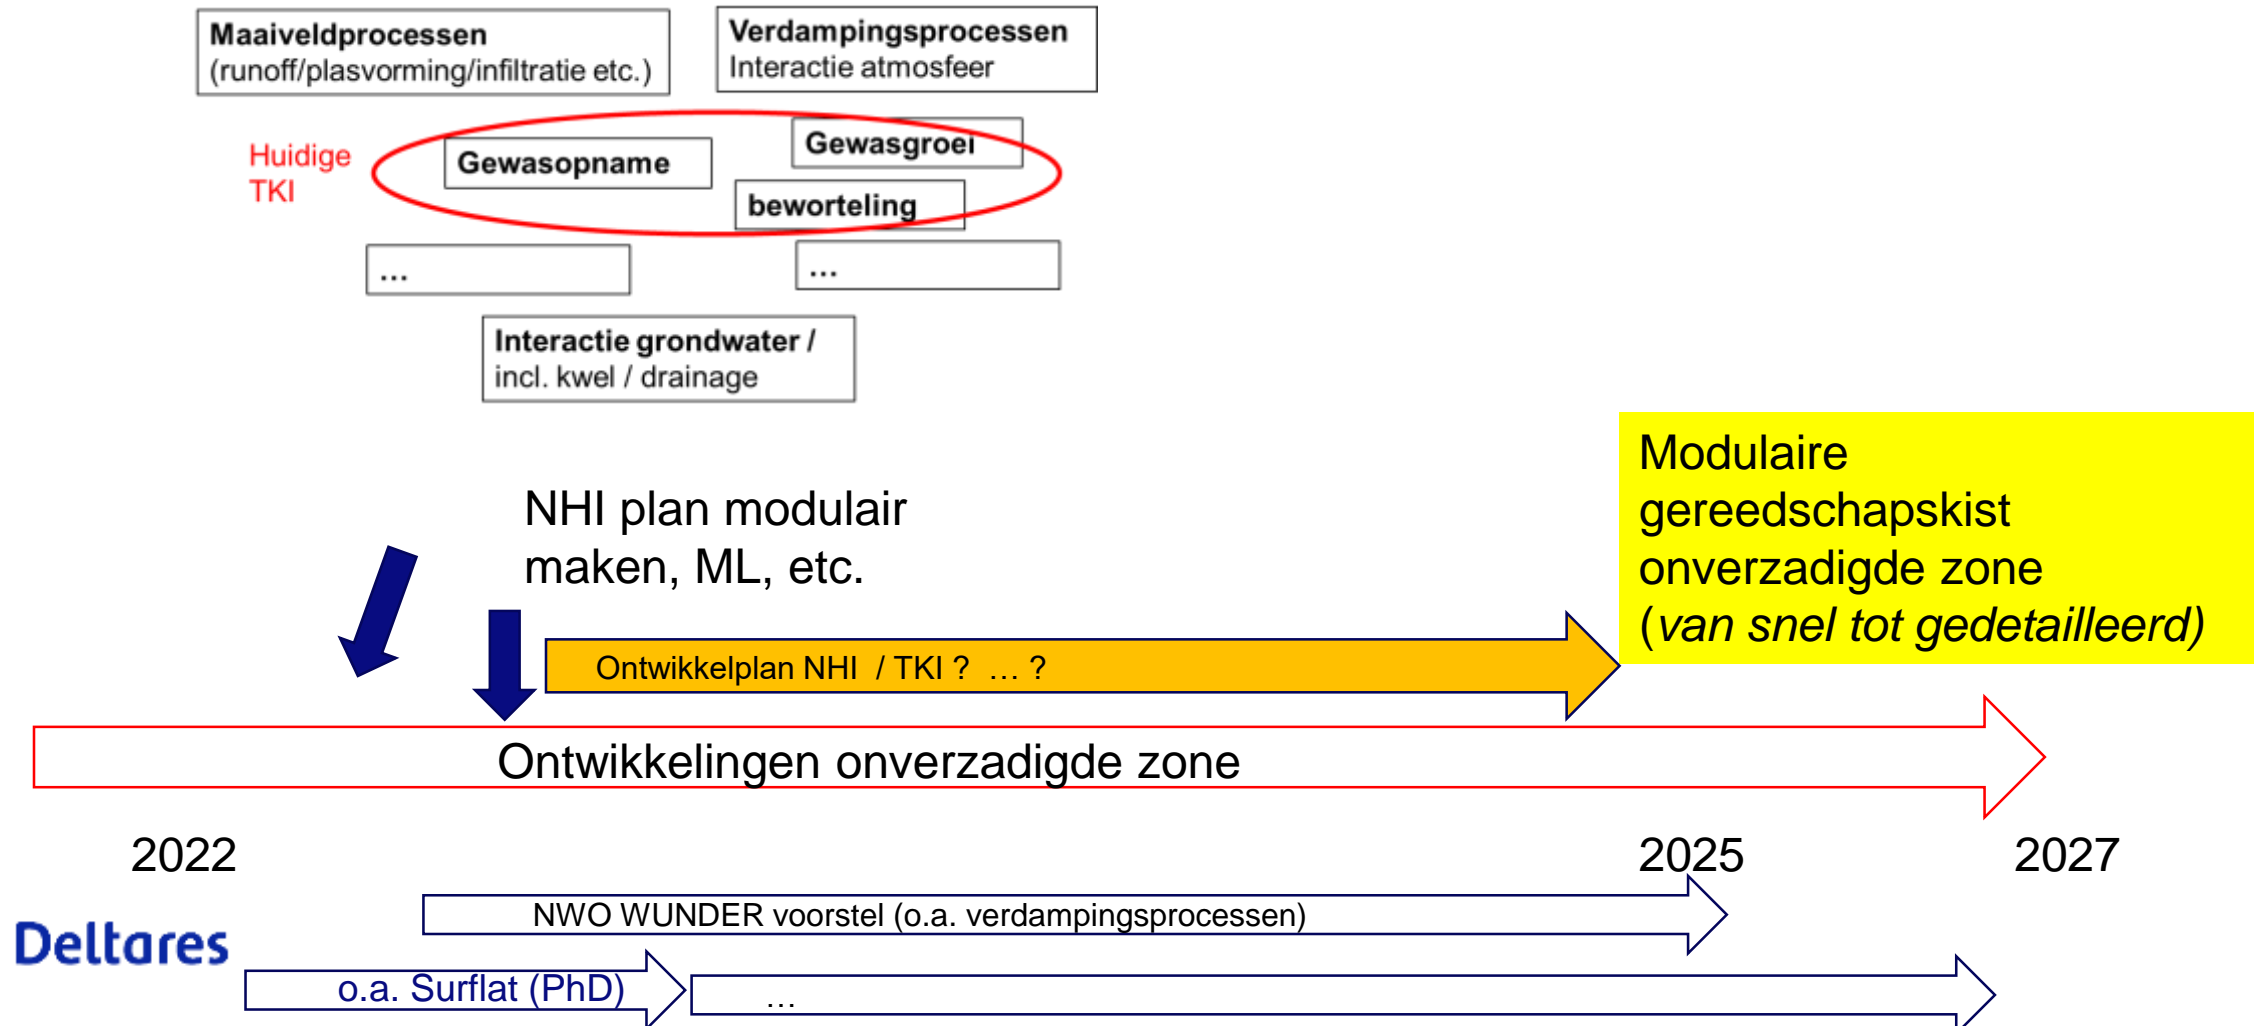 Maaiveldprocessen
(runoff/plasvorming/infiltratie etc.)
Verdampingsprocessen
Interactie atmosfeer
Huidige
TKI
Gewasopname
Gewasgroei
beworteling
...
...
Interactie grondwater /
incl. kwel / drainage
NHI plan modulair
maken, ML, etc.
Modulaire
gereedschapskist
onverzadigde zone
(van snel tot gedetailleerd)
Ontwikkelplan NHI / TKI ? ... ?
Ontwikkelingen onverzadigde zone
2022
2025
2027
NWO WUNDER voorstel (o.a. verdampingsprocessen)
Deltares
o.a. Surflat (PhD)
...